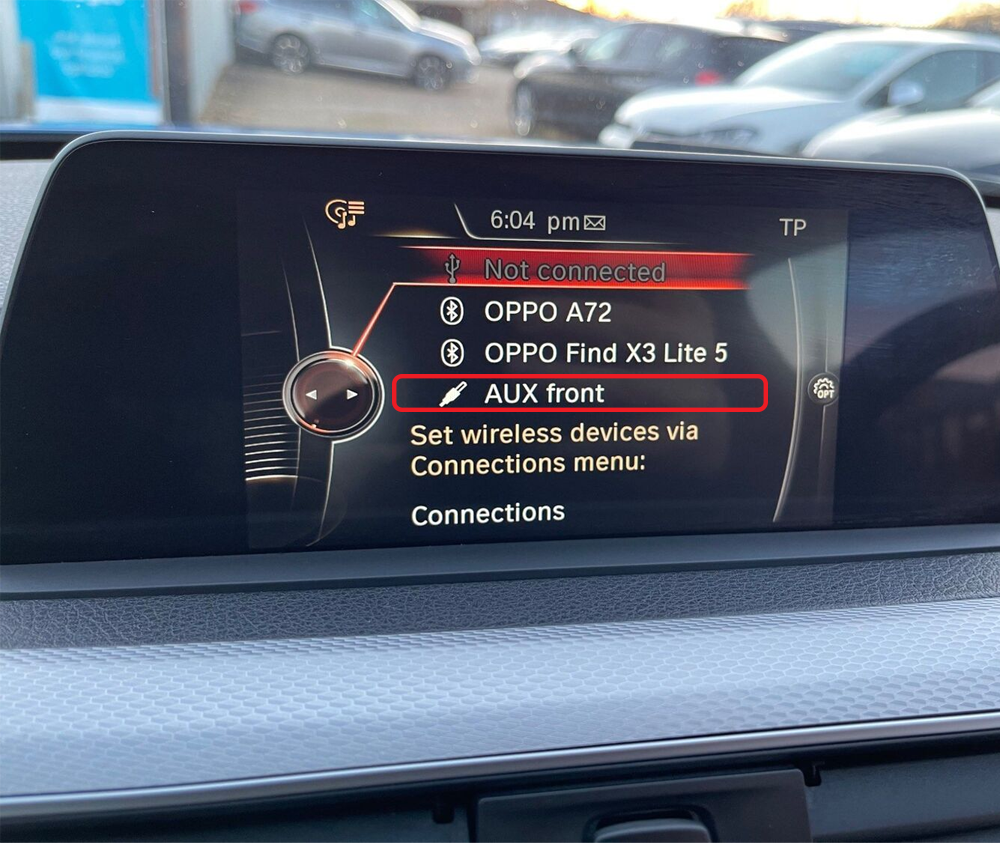 6:04 pm
TP
Not connected
OPPO A72
OPPO Find X3 Lite 5
AUX front
OPT
Set wireless devices via
Connections menu:
Connections